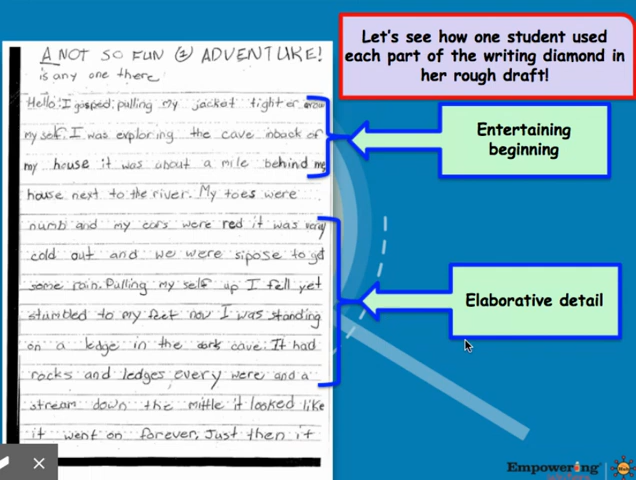 A NOT SO FUN (1) ADVENTURE!
is any one there
Hello! I gasped, pulling my jacket tighter
my self. I was exploring the cave inback of
my house it was about a mile behind my
house next to the river. My toes were
numb and my ears were red it was very
cold out and we were sipose to get
some rain. Pulling my self up I fell yet
stumbled to my feet now I was standing
on a ledge in the cave. It had
rocks and ledges every were and a
stream down the mittle it looked like
it went on forever, Just then it
Let's see how one student used
each part of the writing diamond in
her rough draft!
Entertaining
beginning
Elaborative detail
Empowering